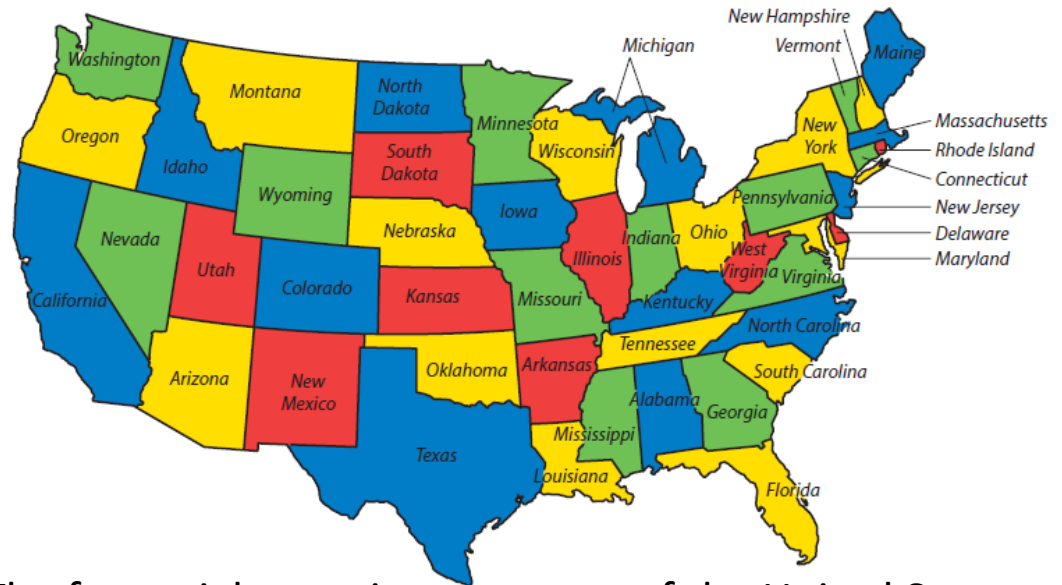 New Hampshire
Vermont
Michigan
Maine
Washington
Montana
North
Dakota
Minnesota
Oregon
Idaho
Wyoming
South
Dakota
Wisconsin
New
York
Massachusetts
Rhode Island
Connecticut
New Jersey
Delaware
Maryland
Nevada
Utah
California
Colorado
Nebraska
Iowa
Kansas
Missouri
Illinois
Indiana
Ohio
Pennsylvania
West
Virginia
Virginia
Kentucky
North Carolina
Tennessee
South Carolina
Arizona
New
Mexico
Oklahoma
Arkansas
Texas
Louisiana
Mississippi
Alabama
Georgia
Florida